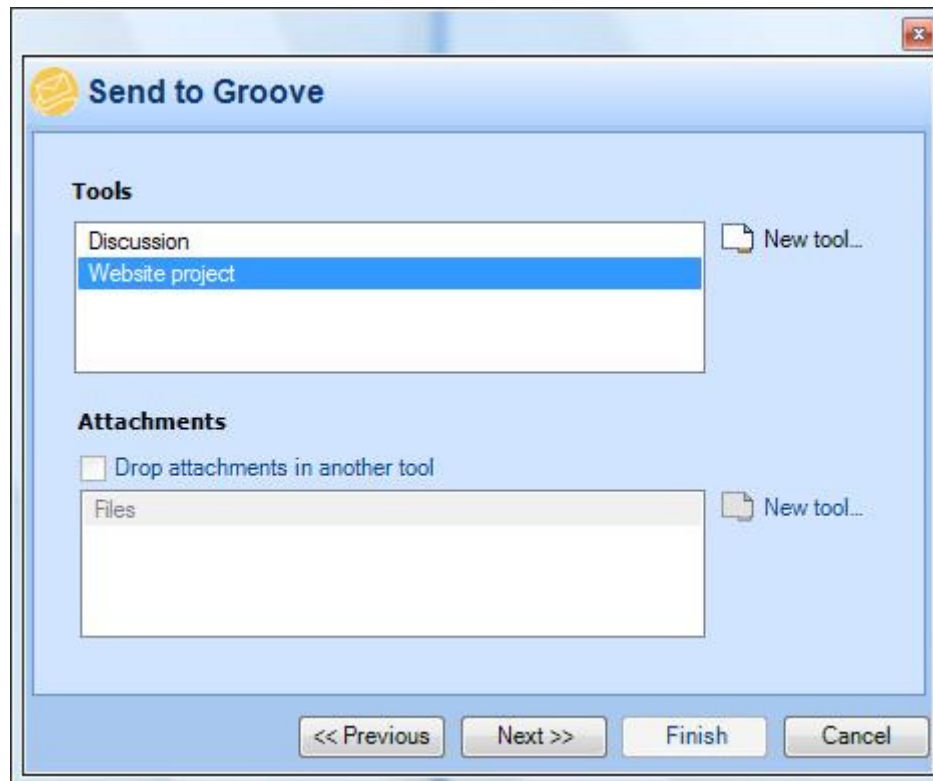 Send to Groove
Tools
Discussion
New tool...
Website project
Attachments
Drop attachments in another tool
Files
New tool...
<< Previous
Next >>
Finish
Cancel